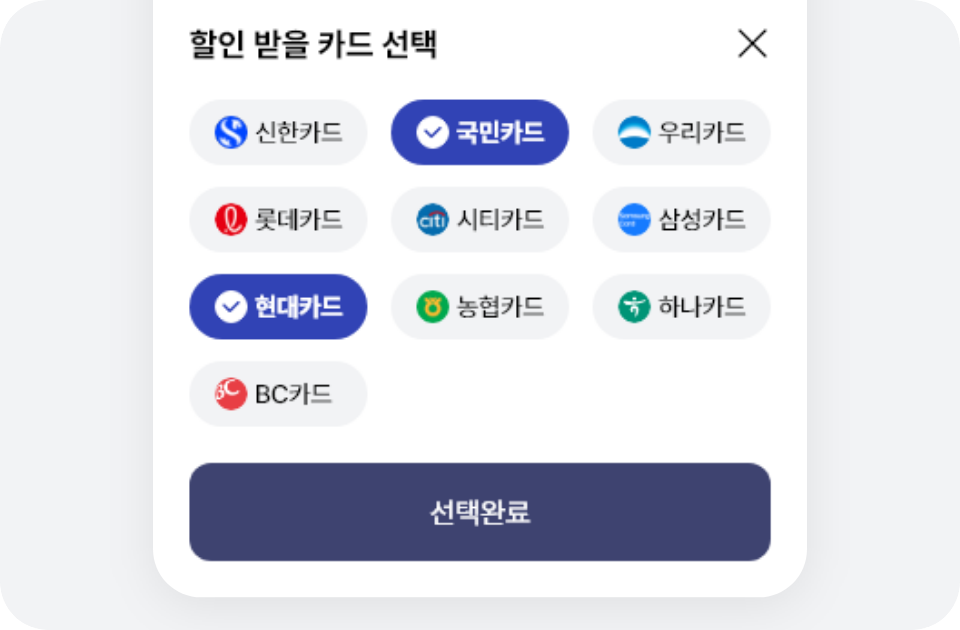 할인 받을 카드 선택
신한카드 국민카드 우리카드
롯데카드 citi 시티카드 삼성카드
현대카드 농협카드 하나카드
BC BC카드
선택완료